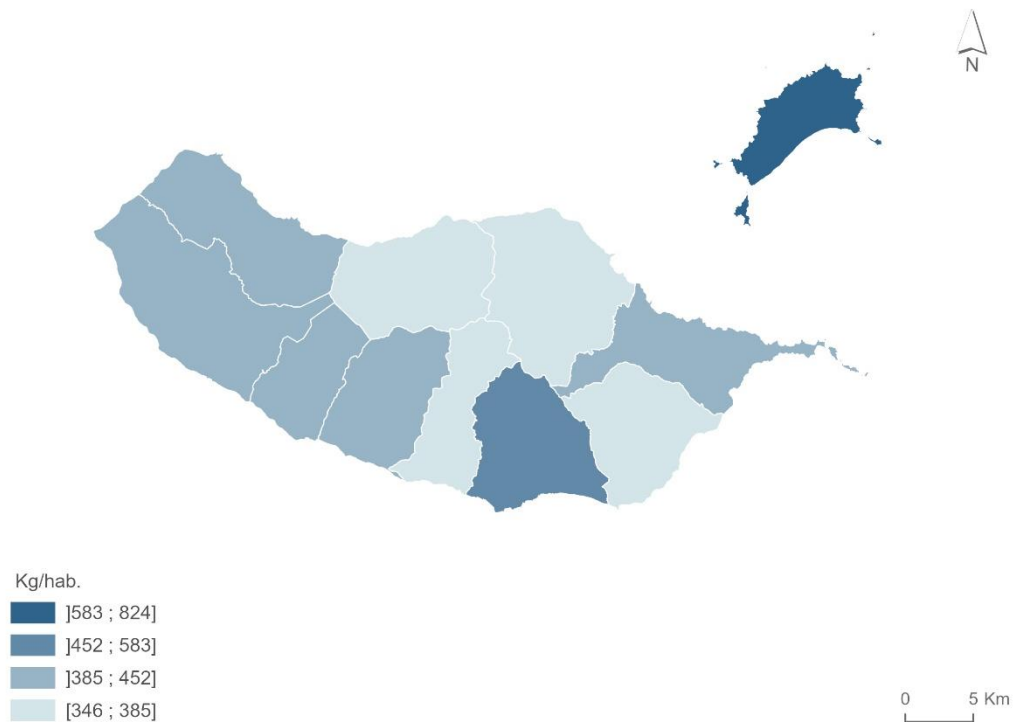 N
Kg/hab.
]583 ; 824]
]452 ; 583]
]385 ; 452]
[346 ; 385]
0 5 Km